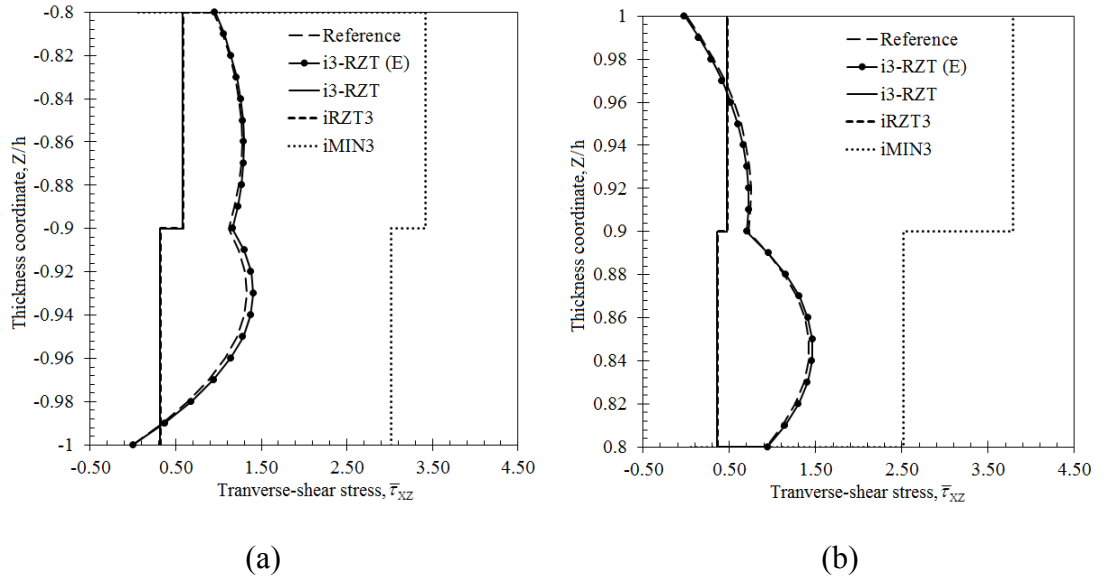 -0.8
-0.82
-0.84
-0.86
-0.88
-0.9
-0.92
-0.94
-0.96
-0.98
-1
Thickness coordinate, Z/h
Reference
i3-RZT (E)
i3-RZT
iRZT3
iMIN3
-0.50 0.50 1.50 2.50 3.50 4.50
Tranverse-shear stress, τ̅XZ
(a)
1
0.98
0.96
0.94
0.92
0.9
0.88
0.86
0.84
0.82
0.8
Thickness coordinate, Z/h
Reference
i3-RZT (E)
i3-RZT
iRZT3
iMIN3
-0.50 0.50 1.50 2.50 3.50 4.50
Tranverse-shear stress, τ̅XZ
(b)